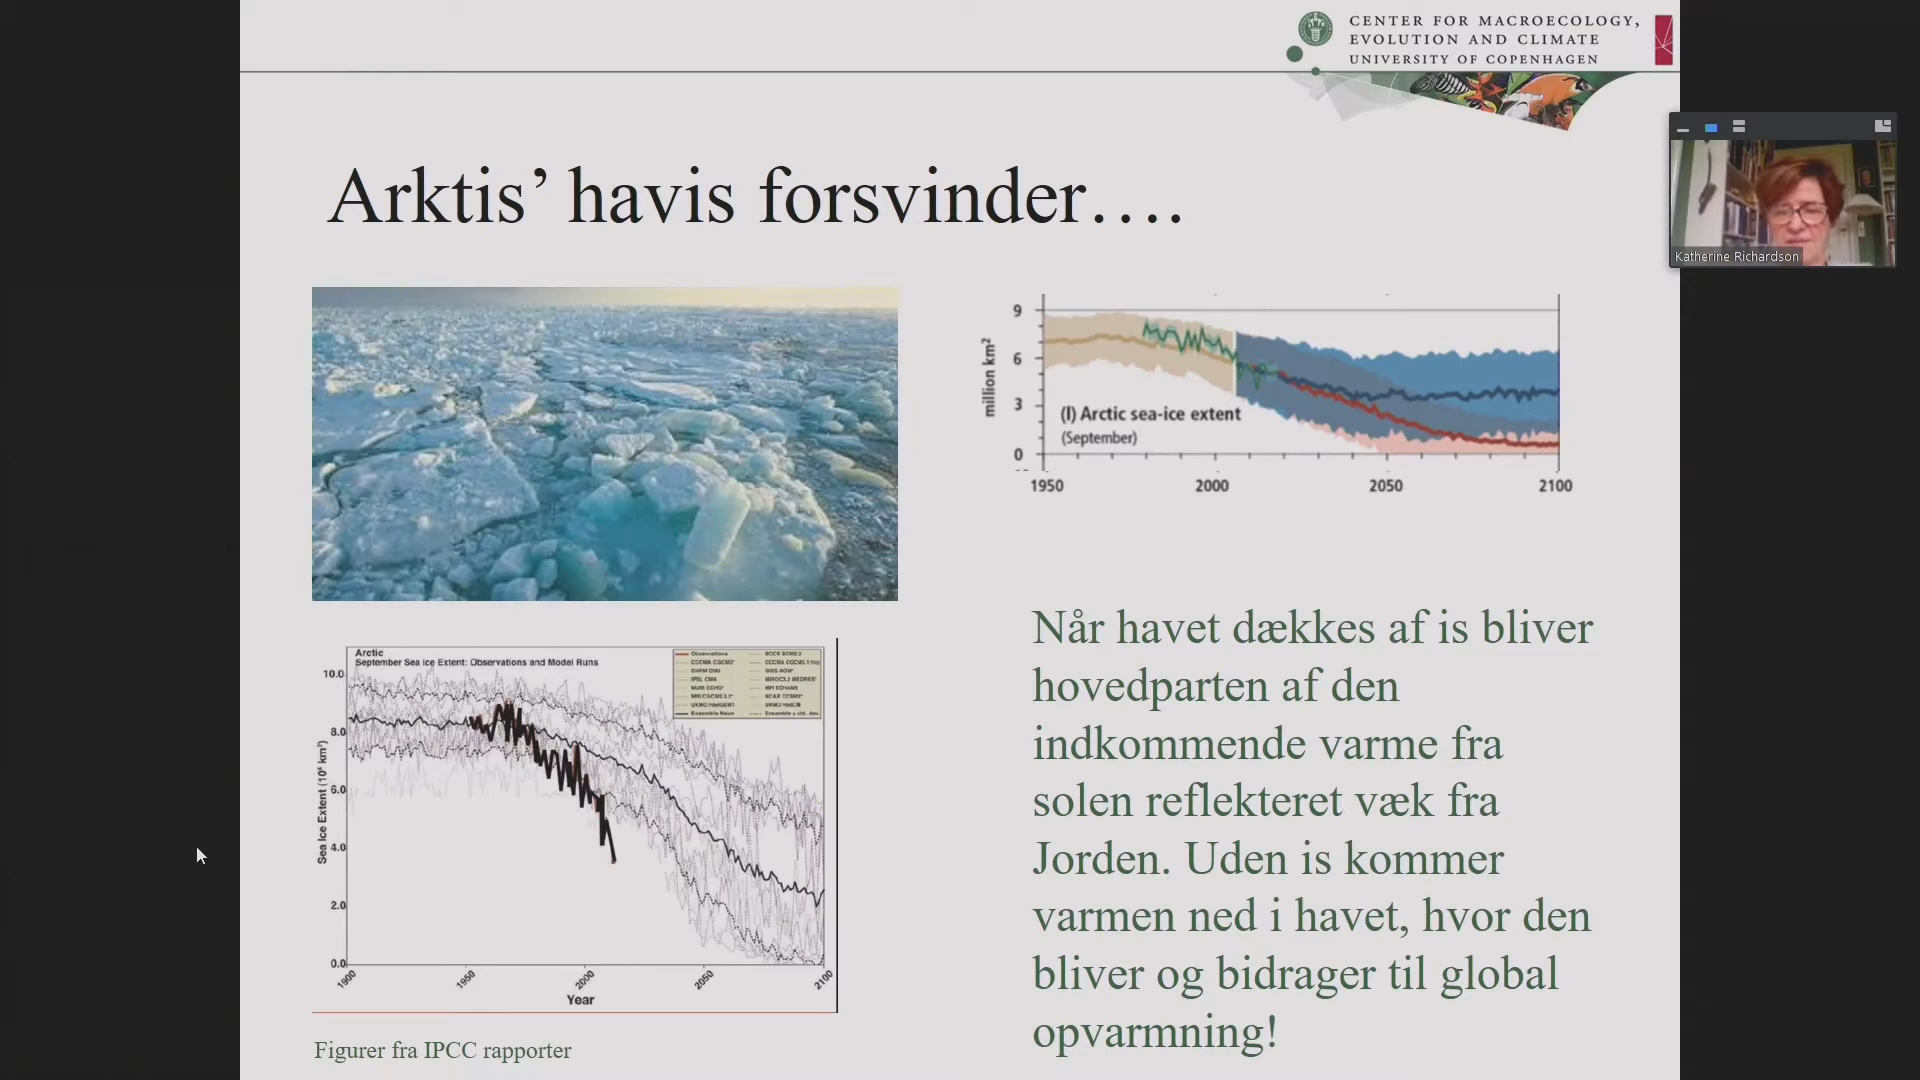 CENTER FOR MACROECOLOGY,
EVOLUTION AND CLIMATE
UNIVERSITY OF COPENHAGEN
Arktis’ havis forsvinder….
Katherine Richardson
9
6
3
0
million km²
(l) Arctic sea-ice extent
(September)
1950 2000 2050 2100
Når havet dækkes af is bliver
hovedparten af den
indkommende varme fra
solen reflekteret væk fra
Jorden. Uden is kommer
varmen ned i havet, hvor den
bliver og bidrager til global
opvarmning!
Arctic
September Sea Ice Extent: Observations and Model Runs
Observations
Ensemble Mean
10.0
8.0
6.0
4.0
2.0
0.0
Sea Ice Extent (10⁶ km²)
1900 1950 2000 2050 2100
Year
Figurer fra IPCC rapporter